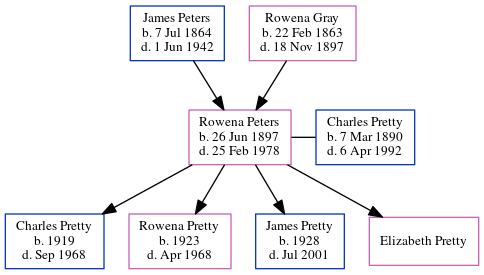 James Peters
b. 7 Jul 1864
d. 1 Jun 1942
Rowena Gray
b. 22 Feb 1863
d. 18 Nov 1897
Rowena Peters
b. 26 Jun 1897
d. 25 Feb 1978
Charles Pretty
b. 7 Mar 1890
d. 6 Apr 1992
Charles Pretty
b. 1919
d. Sep 1968
Rowena Pretty
b. 1923
d. Apr 1968
James Pretty
b. 1928
d. Jul 2001
Elizabeth Pretty